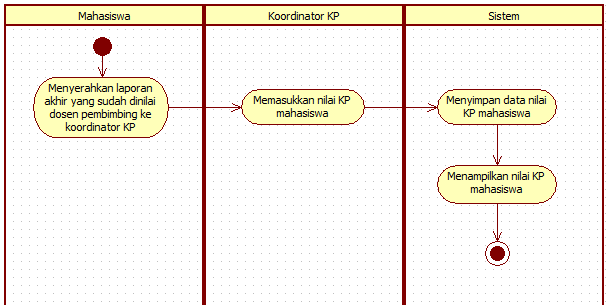 Mahasiswa
Koordinator KP
Sistem
Menyerahkan laporan
akhir yang sudah dinilai
dosen pembimbing ke
koordinator KP
Memasukkan nilai KP
mahasiswa
Menyimpan data nilai
KP mahasiswa
Menampilkan nilai KP
mahasiswa